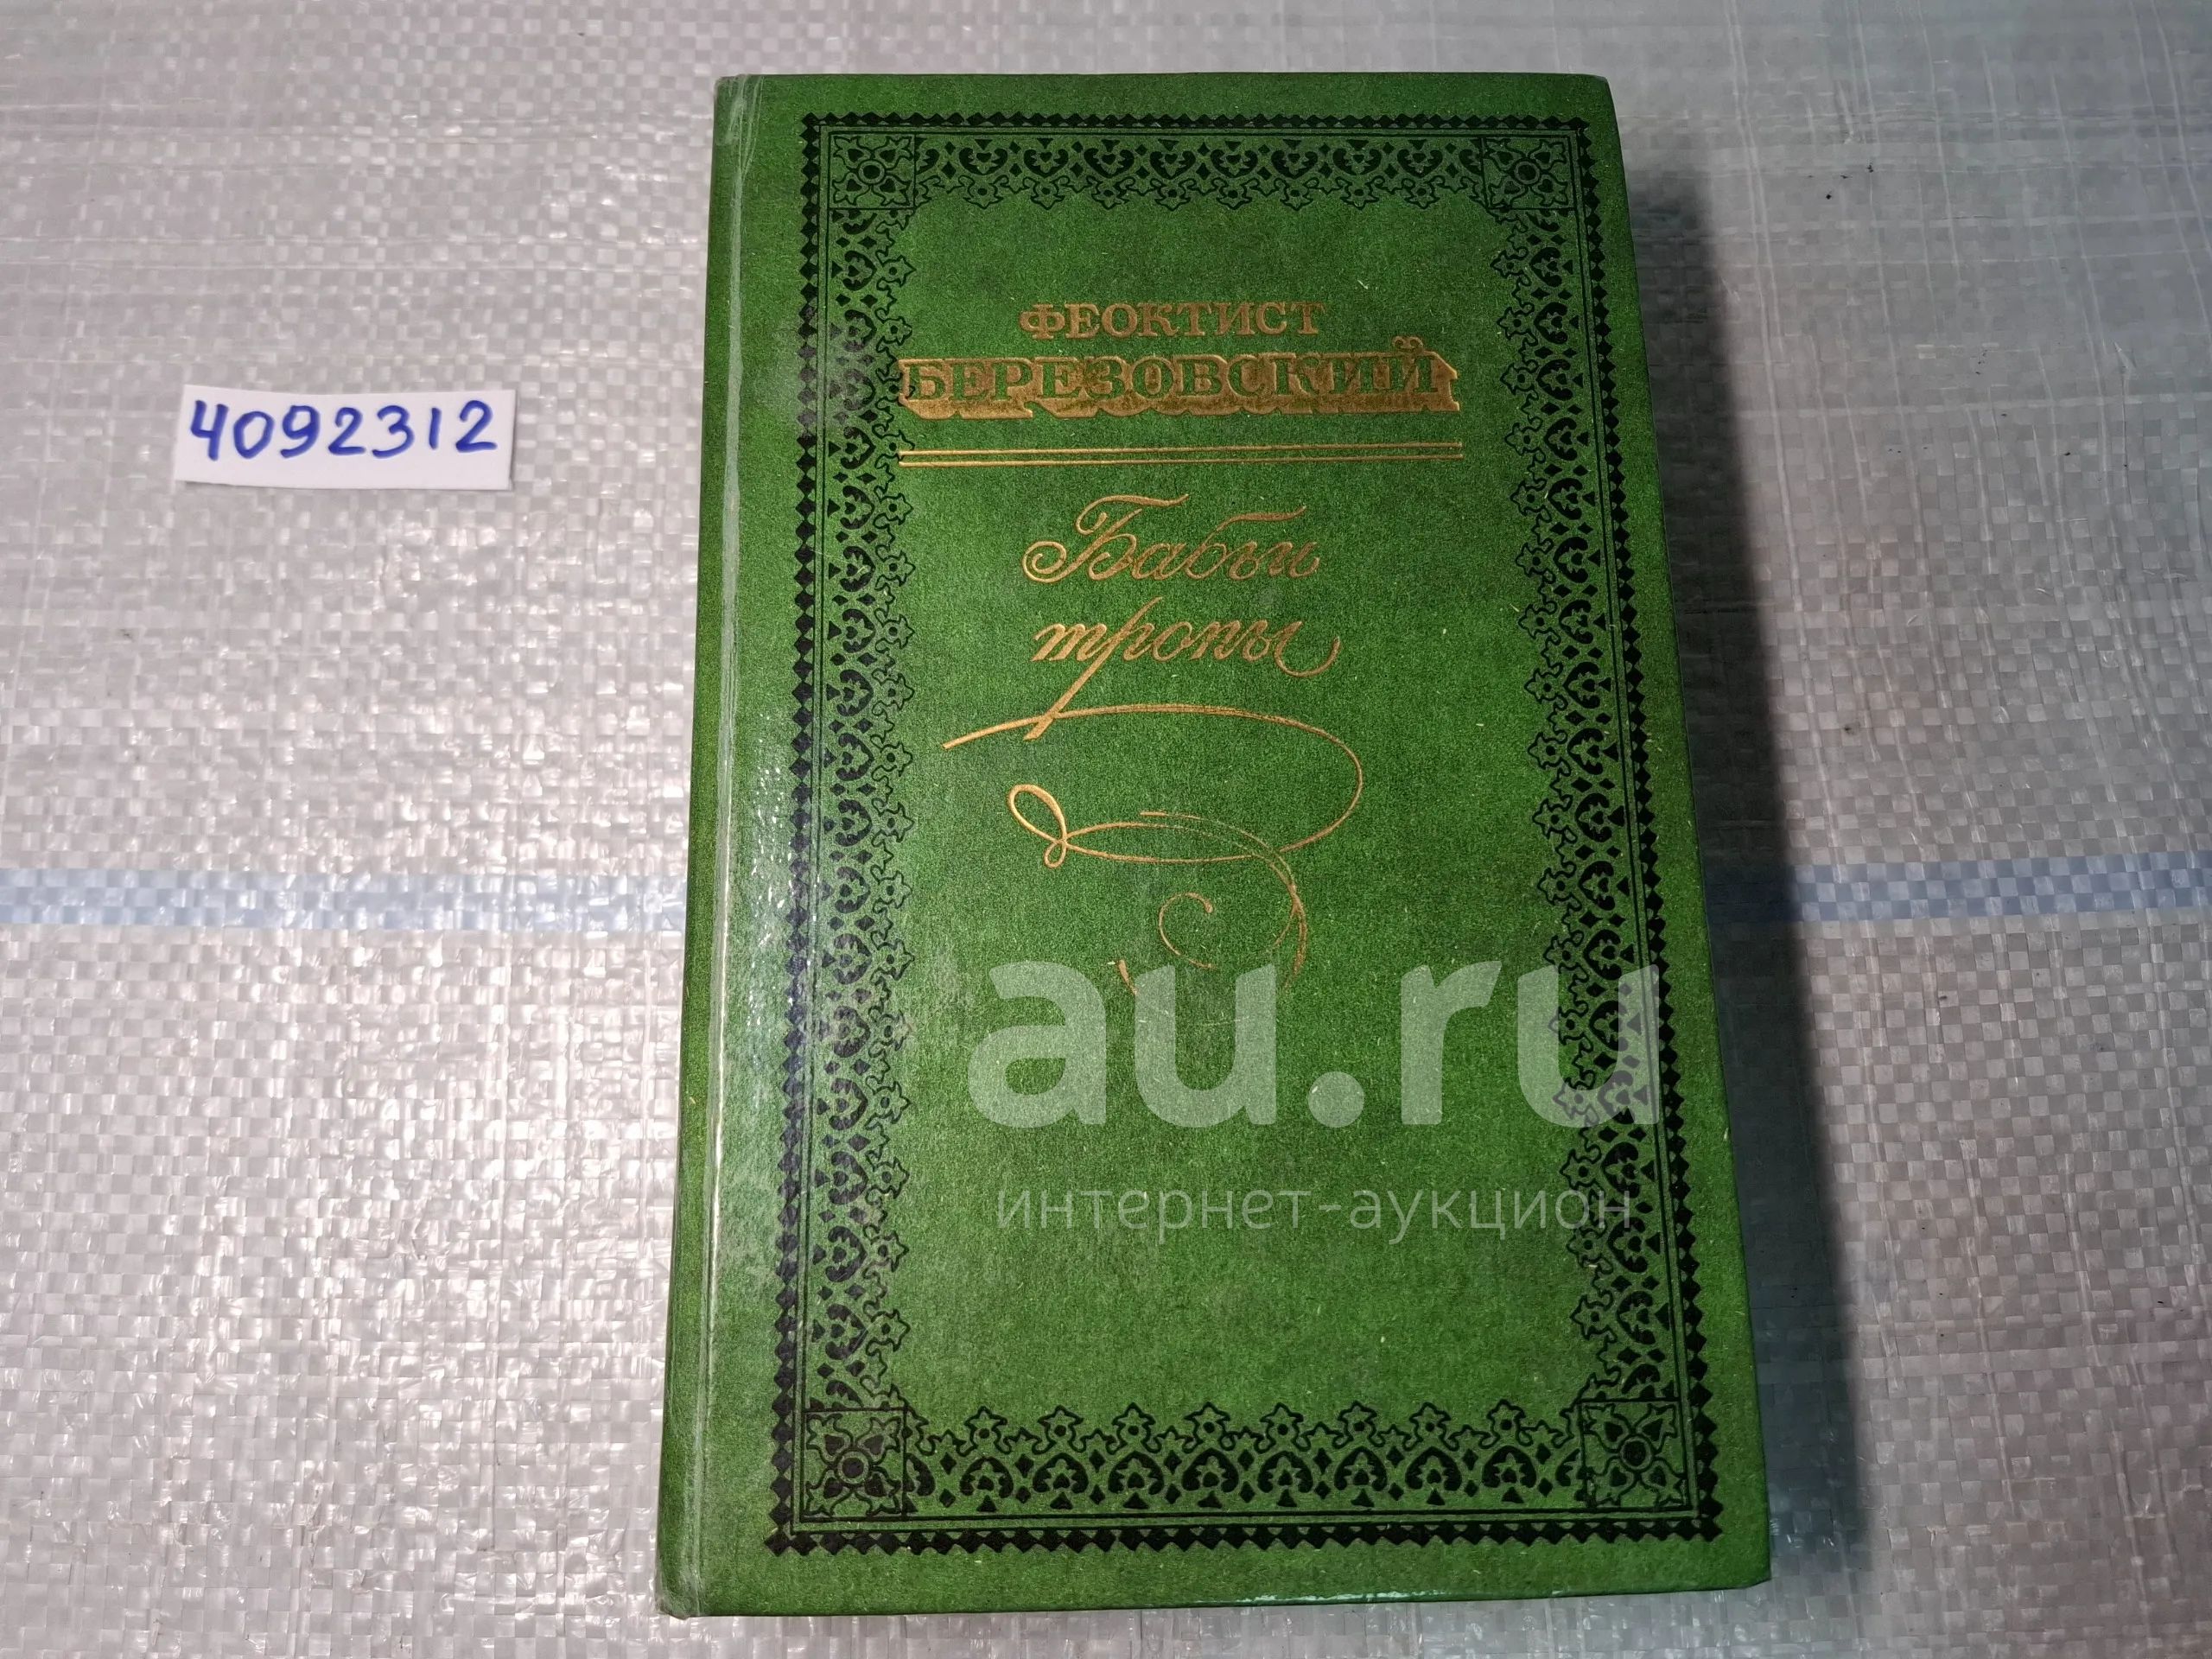 4092312
ФЕОКТИСТ
БЕРЕЗОВСКИЙ
Бабьи
тропы
au.ru
интернет-аукцион